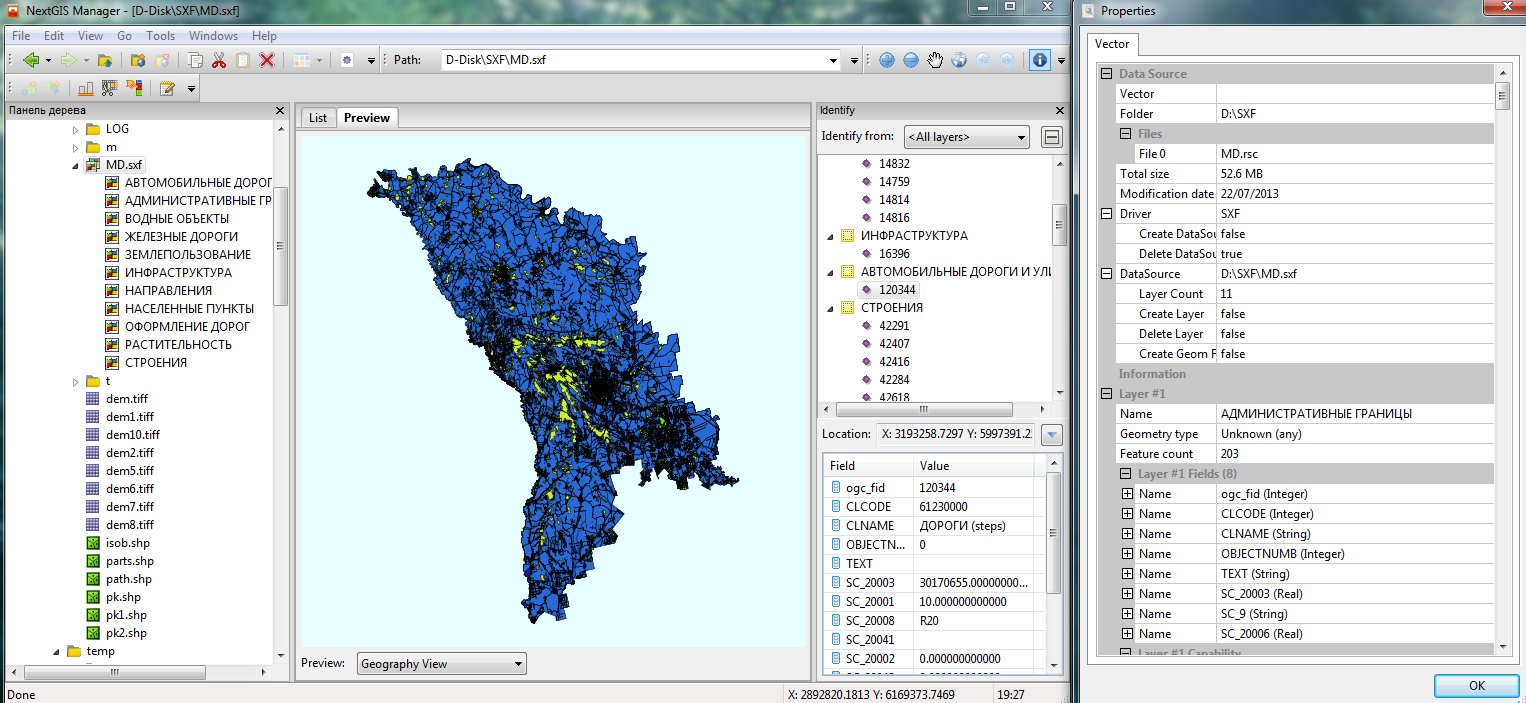 NextGIS Manager - [D-Disk\SXF\MD.sxf]
File Edit View Go Tools Windows Help
Path: D-Disk\SXF\MD.sxf
Панель дерева
LOG
m
MD.sxf
АВТОМОБИЛЬНЫЕ ДОРОГ
АДМИНИСТРАТИВНЫЕ ГР
ВОДНЫЕ ОБЪЕКТЫ
ЖЕЛЕЗНЫЕ ДОРОГИ
ЗЕМЛЕПОЛЬЗОВАНИЕ
ИНФРАСТРУКТУРА
НАПРАВЛЕНИЯ
НАСЕЛЕННЫЕ ПУНКТЫ
ОФОРМЛЕНИЕ ДОРОГ
РАСТИТЕЛЬНОСТЬ
СТРОЕНИЯ
t
dem.tiff
dem1.tiff
dem10.tiff
dem2.tiff
dem5.tiff
dem6.tiff
dem7.tiff
dem8.tiff
isob.shp
parts.shp
path.shp
pk.shp
pk1.shp
pk2.shp
temp
List Preview
Preview: Geography View
Identify
Identify from: <All layers>
14832
14759
14814
14816
ИНФРАСТРУКТУРА
16396
АВТОМОБИЛЬНЫЕ ДОРОГИ И УЛИ
120344
СТРОЕНИЯ
42291
42407
42416
42284
42618
Location: X: 3193258.7297 Y: 5997391.2
Field Value
ogc_fid 120344
CLCODE 61230000
CLNAME ДОРОГИ (steps)
OBJECTN... 0
TEXT
SC_20003 30170655.00000000...
SC_20001 10.000000000000
SC_20008 R20
SC_20041
SC_20002 0.000000000000
Done X: 2892820.1813 Y: 6169373.7469 19:27
Properties
Vector
Data Source
Vector
Folder D:\SXF
Files
File 0 MD.rsc
Total size 52.6 MB
Modification date 22/07/2013
Driver SXF
Create DataSou false
Delete DataSou true
DataSource D:\SXF\MD.sxf
Layer Count 11
Create Layer false
Delete Layer false
Create Geom F false
Information
Layer #1
Name АДМИНИСТРАТИВНЫЕ ГРАНИЦЫ
Geometry type Unknown (any)
Feature count 203
Layer #1 Fields (8)
Name ogc_fid (Integer)
Name CLCODE (Integer)
Name CLNAME (String)
Name OBJECTNUMB (Integer)
Name TEXT (String)
Name SC_20003 (Real)
Name SC_9 (String)
Name SC_20006 (Real)
Layer #1 Capability
OK